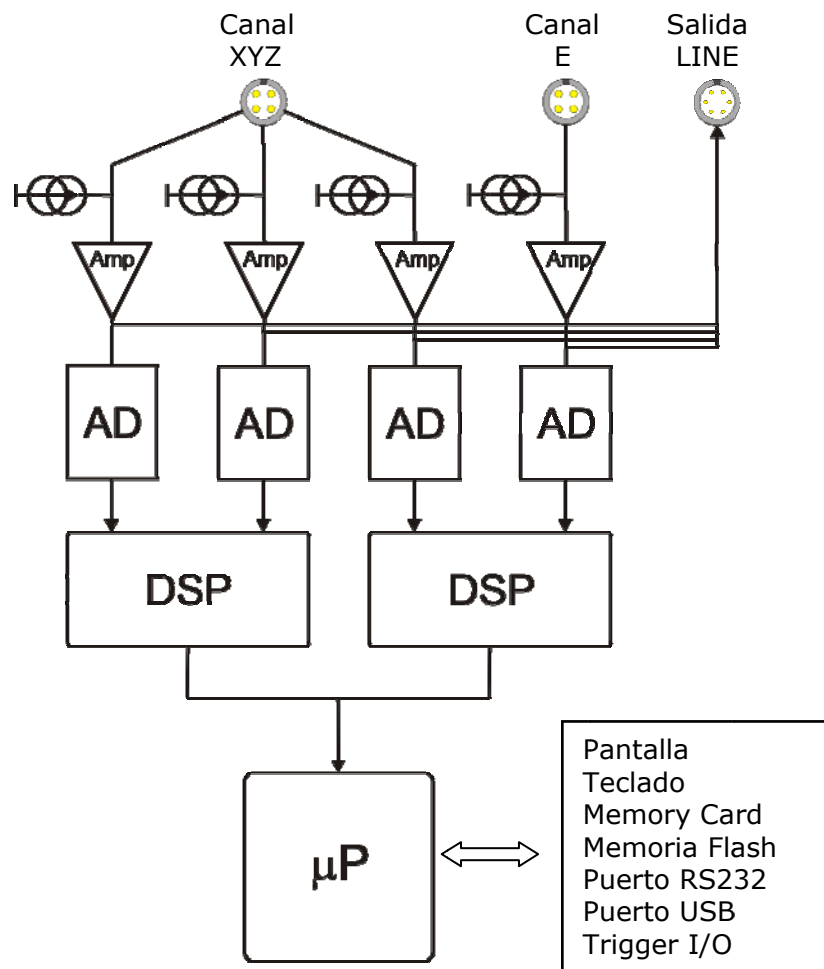 Canal
XYZ
Canal
E
Salida
LINE
Amp
Amp
Amp
Amp
AD
AD
AD
AD
DSP
DSP
μP
Pantalla
Teclado
Memory Card
Memoria Flash
Puerto RS232
Puerto USB
Trigger I/O